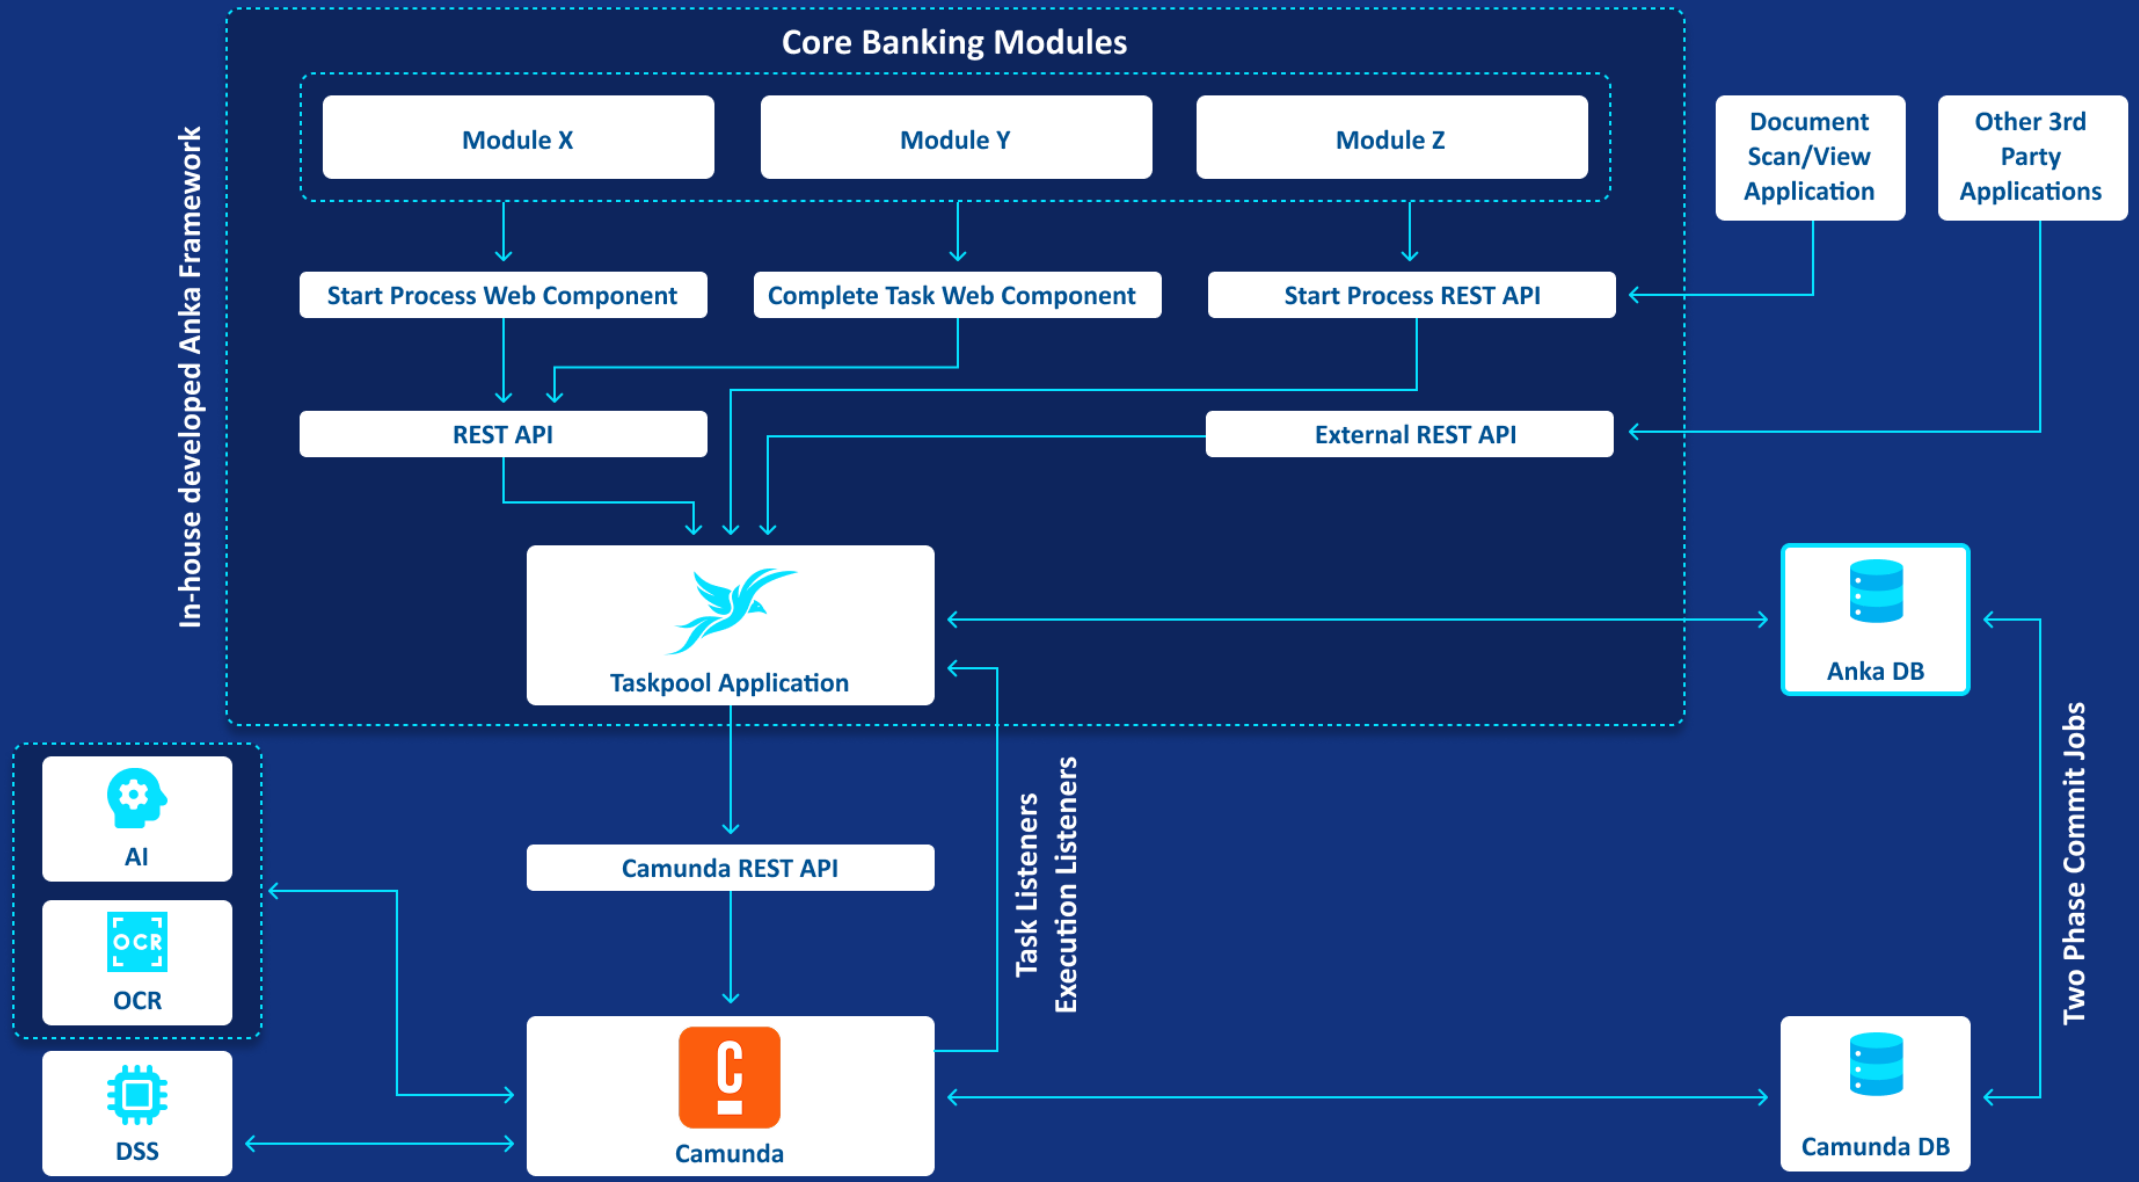 Core Banking Modules
In-house developed Anka Framework
Module X
Module Y
Module Z
Document
Scan/View
Application
Other 3rd
Party
Applications
Start Process Web Component
Complete Task Web Component
Start Process REST API
REST API
External REST API
Taskpool Application
Anka DB
Two Phase Commit Jobs
AI
OCR
OCR
DSS
Camunda REST API
Task Listeners
Execution Listeners
C
Camunda
Camunda DB